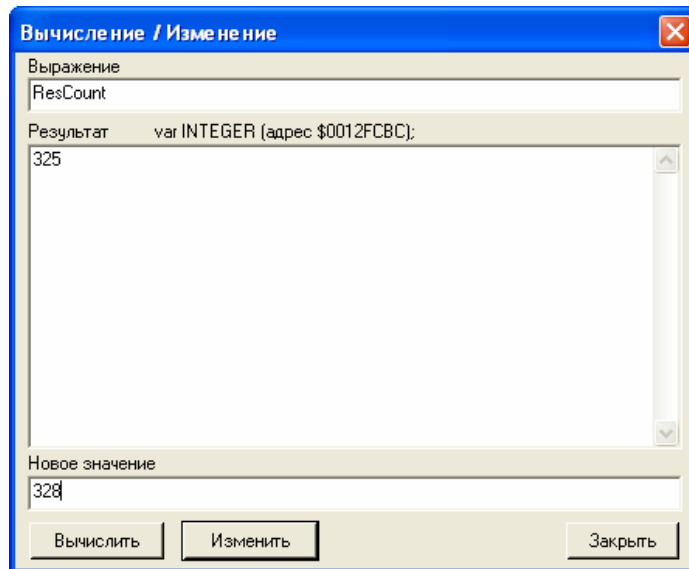 Вычисление / Изменение
Выражение
ResCount
Результат var INTEGER (адрес $0012FCBC);
325
Новое значение
328
Вычислить Изменить Закрыть